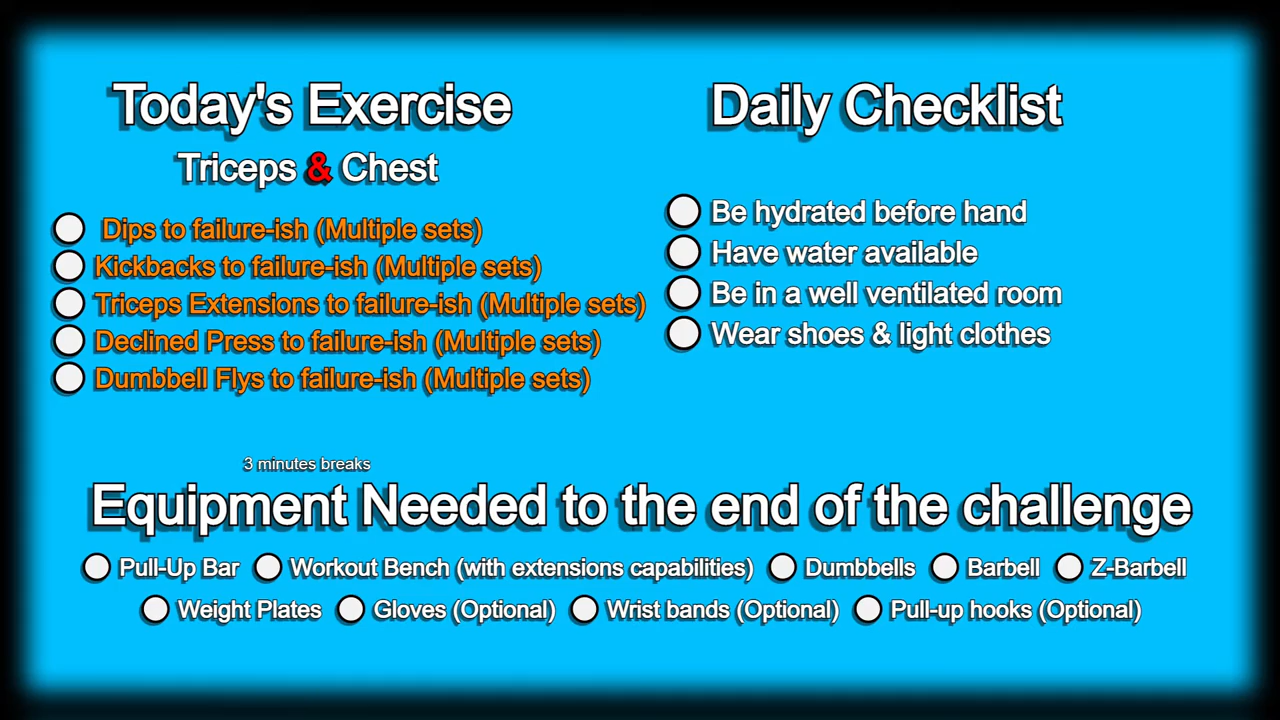 Today's Exercise
Triceps & Chest
Dips to failure-ish (Multiple sets)
Kickbacks to failure-ish (Multiple sets)
Triceps Extensions to failure-ish (Multiple sets)
Declined Press to failure-ish (Multiple sets)
Dumbbell Flys to failure-ish (Multiple sets)
Daily Checklist
Be hydrated before hand
Have water available
Be in a well ventilated room
Wear shoes & light clothes
3 minutes breaks
Equipment Needed to the end of the challenge
Pull-Up Bar Workout Bench (with extensions capabilities) Dumbbells Barbell Z-Barbell
Weight Plates Gloves (Optional) Wrist bands (Optional) Pull-up hooks (Optional)